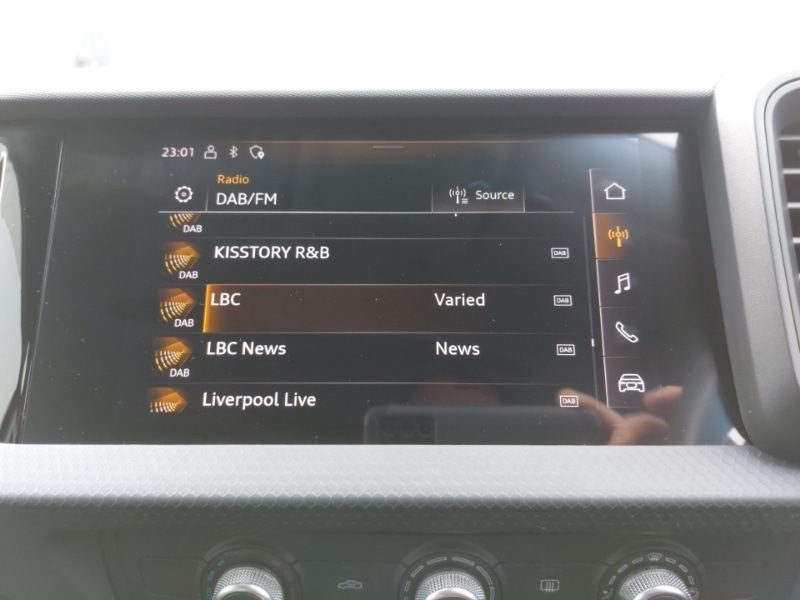 23:01
Radio
DAB/FM
Source
DAB
KISSTORY R&B DAB
DAB
LBC Varied DAB
DAB
LBC News News DAB
DAB
Liverpool Live DAB